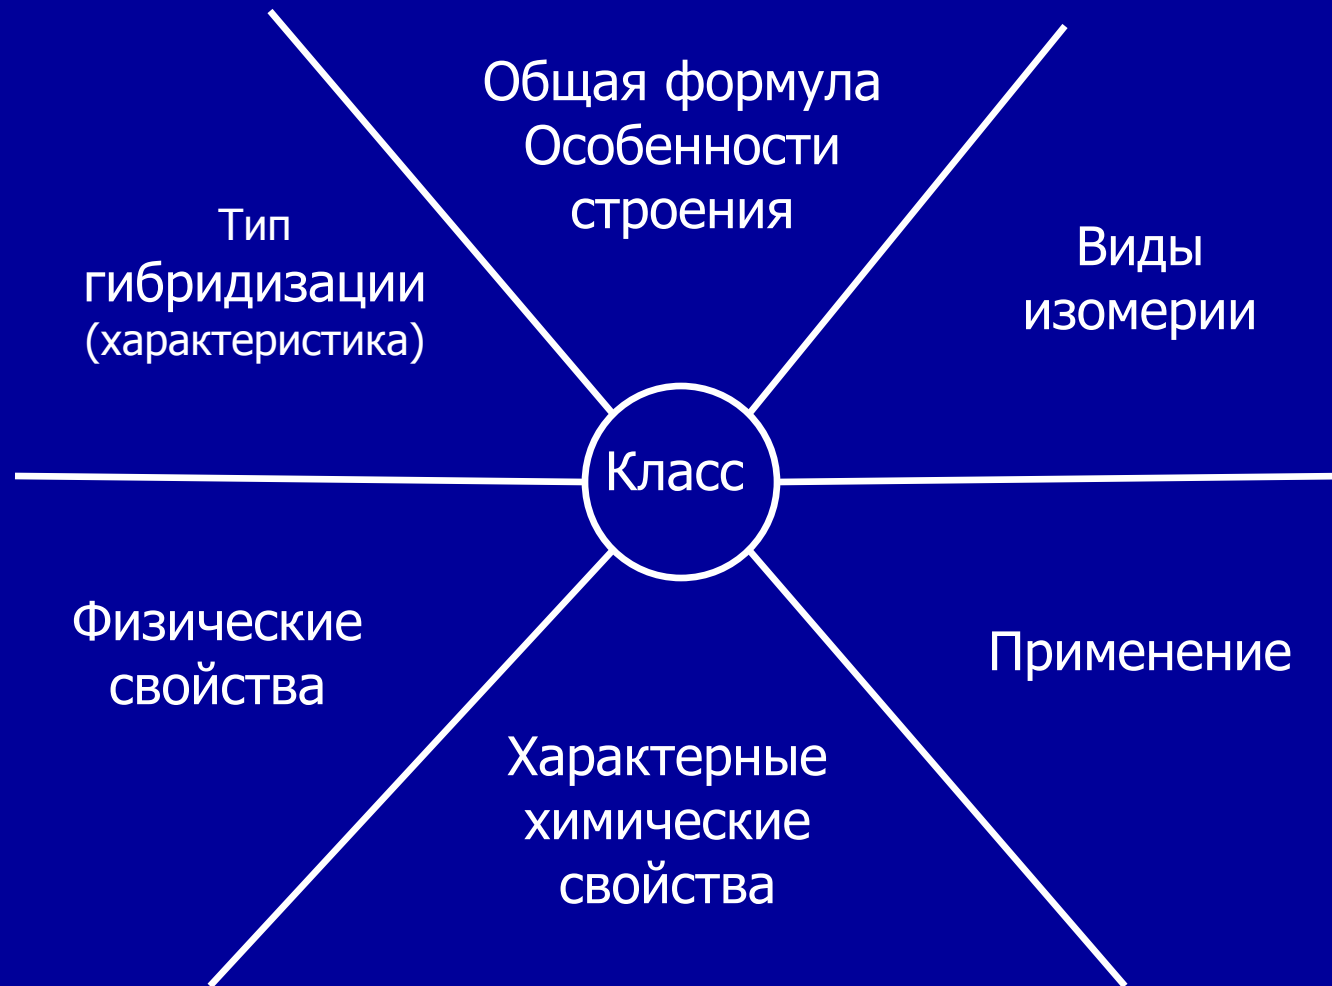 Общая формула
Особенности
строения
Тип
гибридизации
(характеристика)
Виды
изомерии
Класс
Физические
свойства
Применение
Характерные
химические
свойства